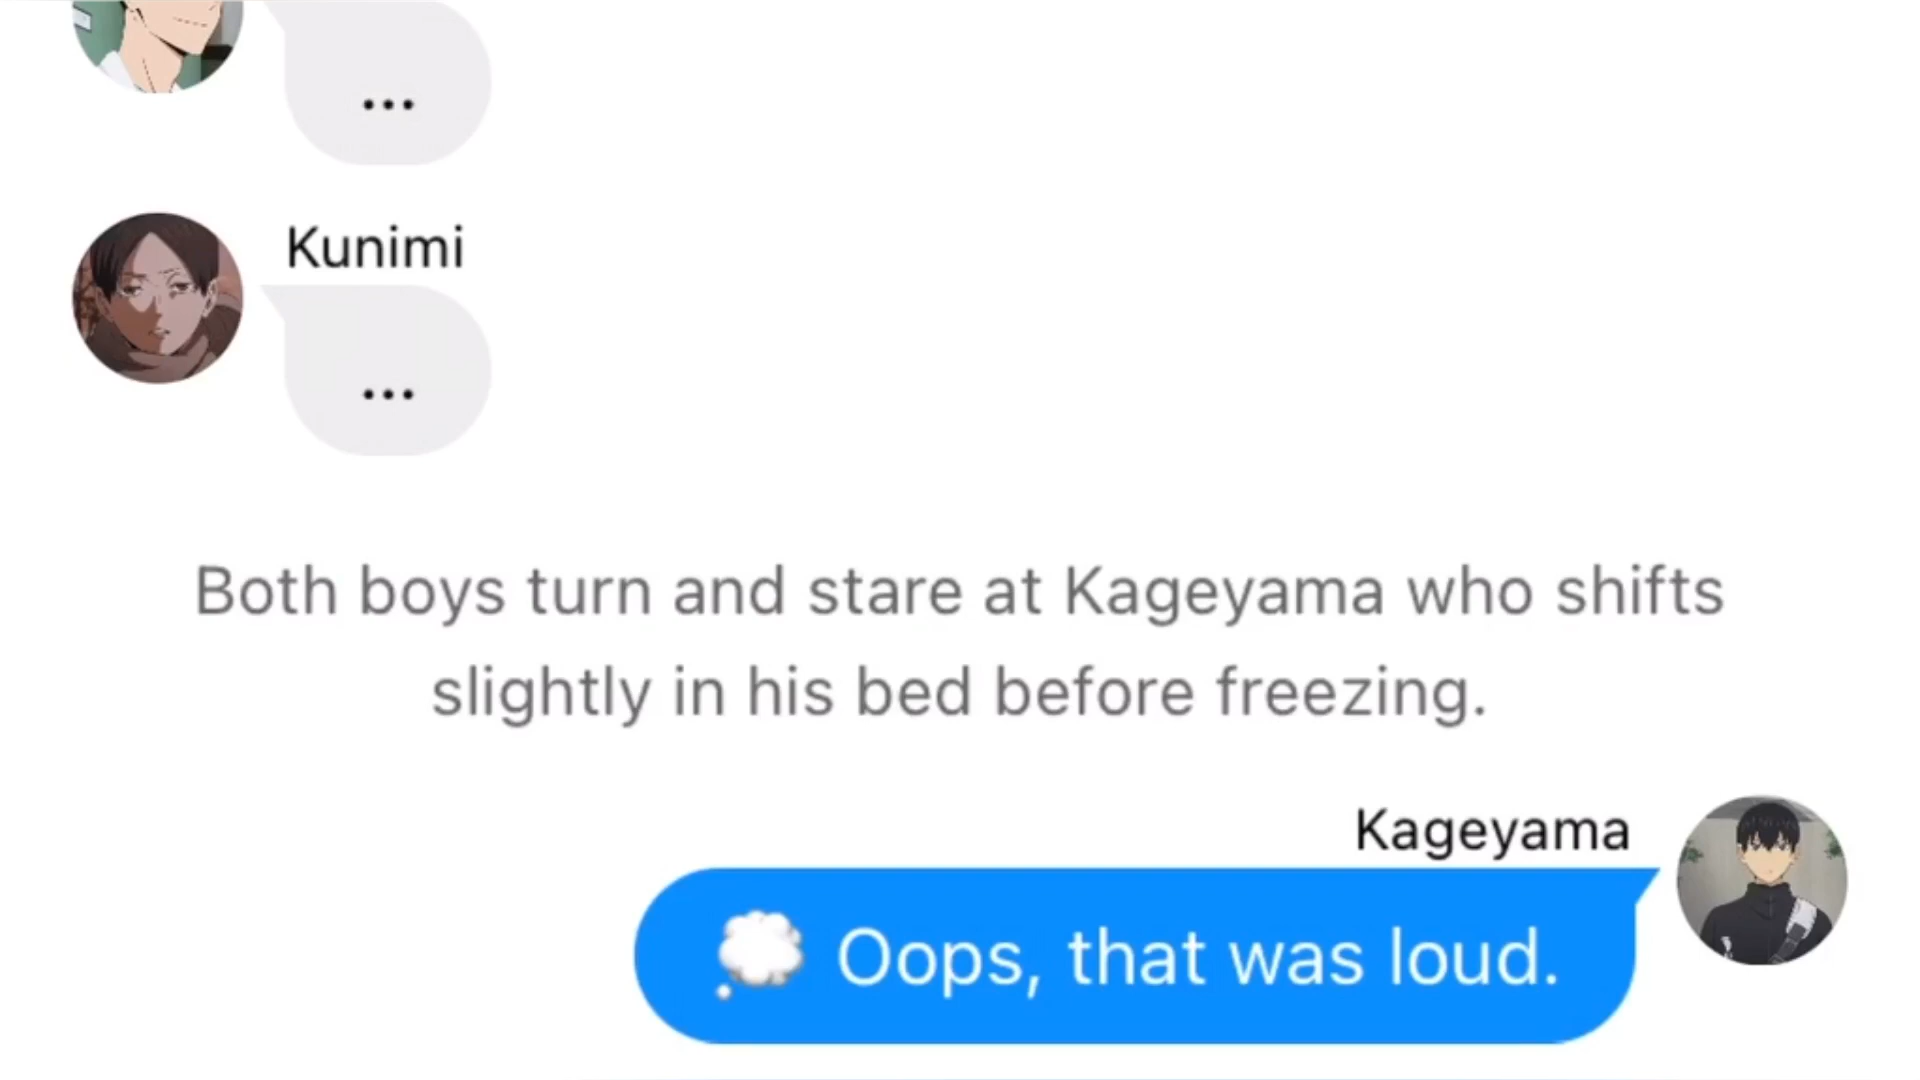 ...
Kunimi
...
Both boys turn and stare at Kageyama who shifts
slightly in his bed before freezing.
Kageyama
💭 Oops, that was loud.